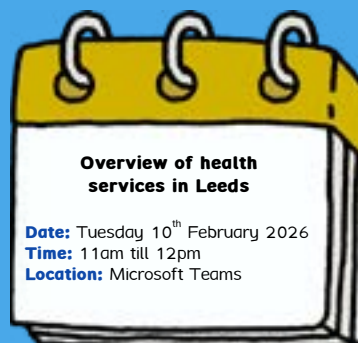 Overview of health
services in Leeds
Date: Tuesday 10th February 2026
Time: 11am till 12pm
Location: Microsoft Teams